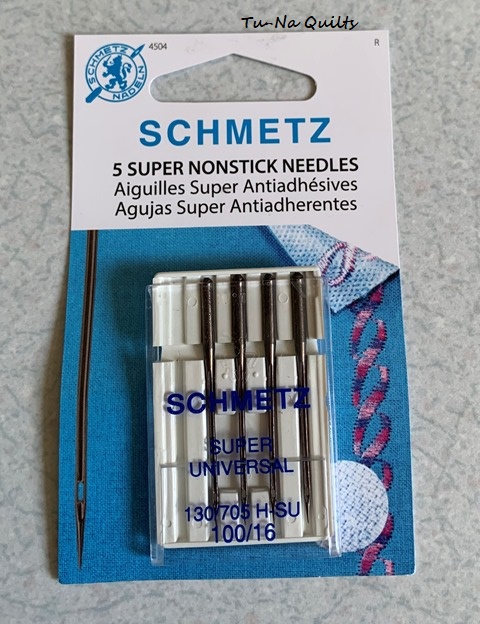 Tu-Na Quilts
4504
R
SCHMETZ
NADELN
SCHMETZ
5 SUPER NONSTICK NEEDLES
Aiguilles Super Antiadhésives
Agujas Super Antiadherentes
SCHMETZ
SUPER
UNIVERSAL
130/705 H-SU
100/16